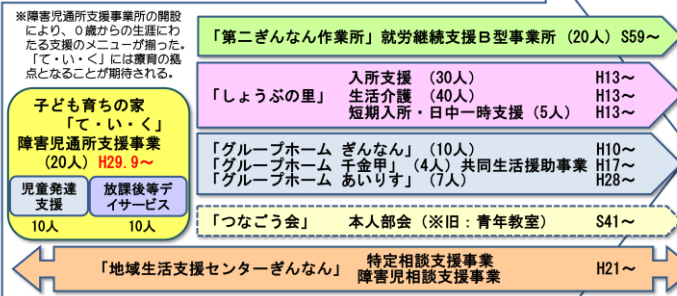 ※障害児通所支援事業所の開設
により、0歳からの生涯にわ
たる支援のメニューが揃った。
「て・い・く」には療育の拠
点となることが期待される。
子ども育ちの家
「て・い・く」
障害児通所支援事業
(20人) H29.9~
児童発達
支援
放課後等デ
イサービス
10人 10人
「第二ぎんなん作業所」就労継続支援B型事業所 (20人) S59~
「しょうぶの里」
入所支援 (30人) H13~
生活介護 (40人) H13~
短期入所・日中一時支援(5人) H13~
「グループホーム ぎんなん」(10人) H10~
「グループホーム 千金甲」(4人)共同生活援助事業 H17~
「グループホーム あいりす」(7人) H28~
「つなごう会」 本人部会(※旧:青年教室) S41~
「地域生活支援センターぎんなん」
特定相談支援事業
障害児相談支援事業
H21~